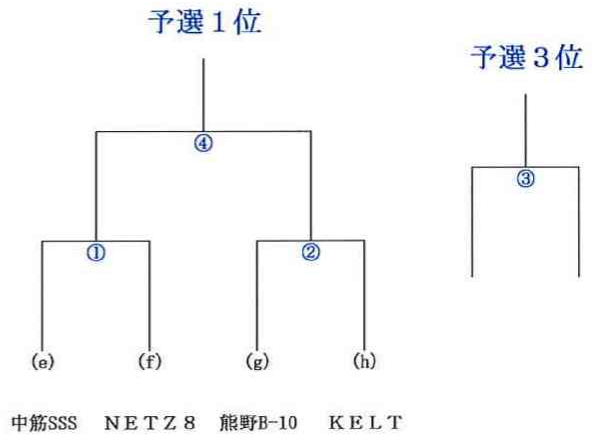 予選１位
予選３位
④
③
①
②
(e)
(f)
(g)
(h)
中筋SSS ＮＥＴＺ８ 熊野B-10 ＫＥＬＴ